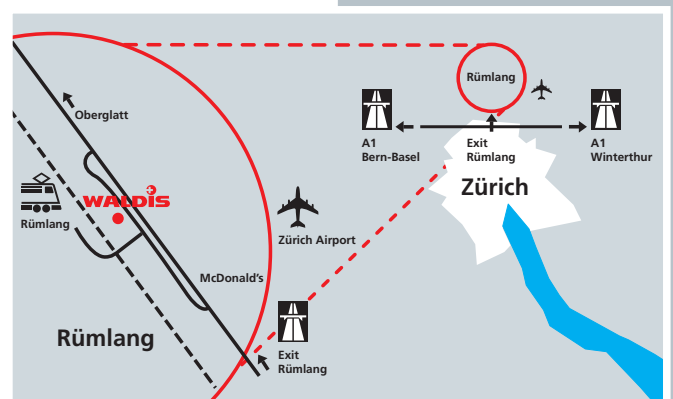 Oberglatt
WALDIS
Rümlang
Zürich Airport
McDonald's
Rümlang
Exit
Rümlang
Rümlang
A1
Bern-Basel
Exit
Rümlang
A1
Winterthur
Zürich